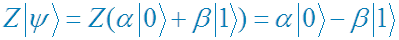 Z|ψ⟩ = Z(α|0⟩ + β|1⟩) = α|0⟩ − β|1⟩